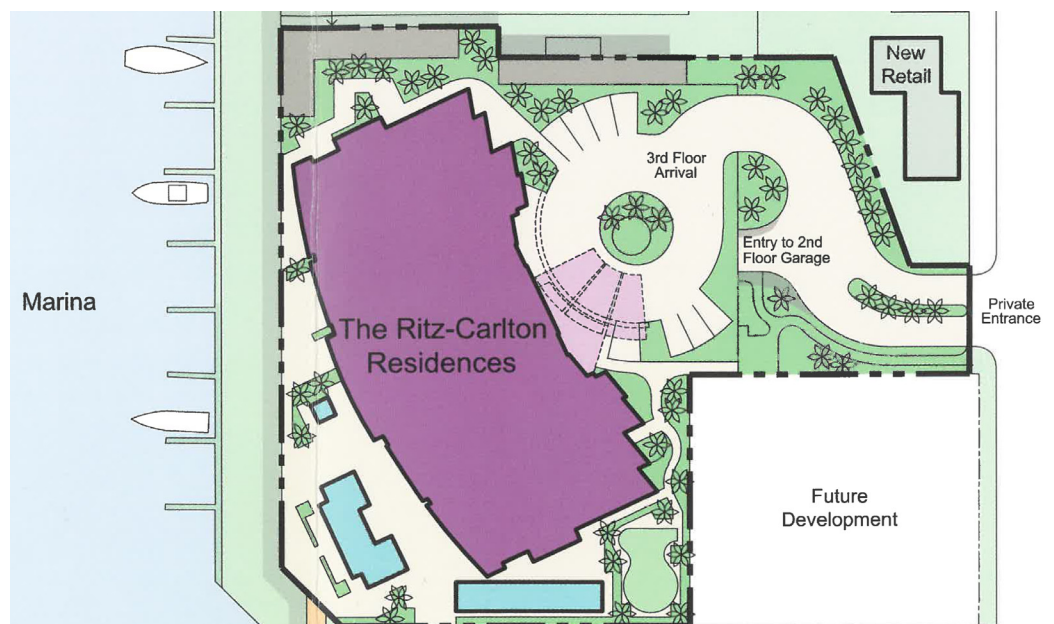 New
Retail
3rd Floor
Arrival
Entry to 2nd
Floor Garage
Marina
Private
Entrance
The Ritz-Carlton
Residences
Future
Development